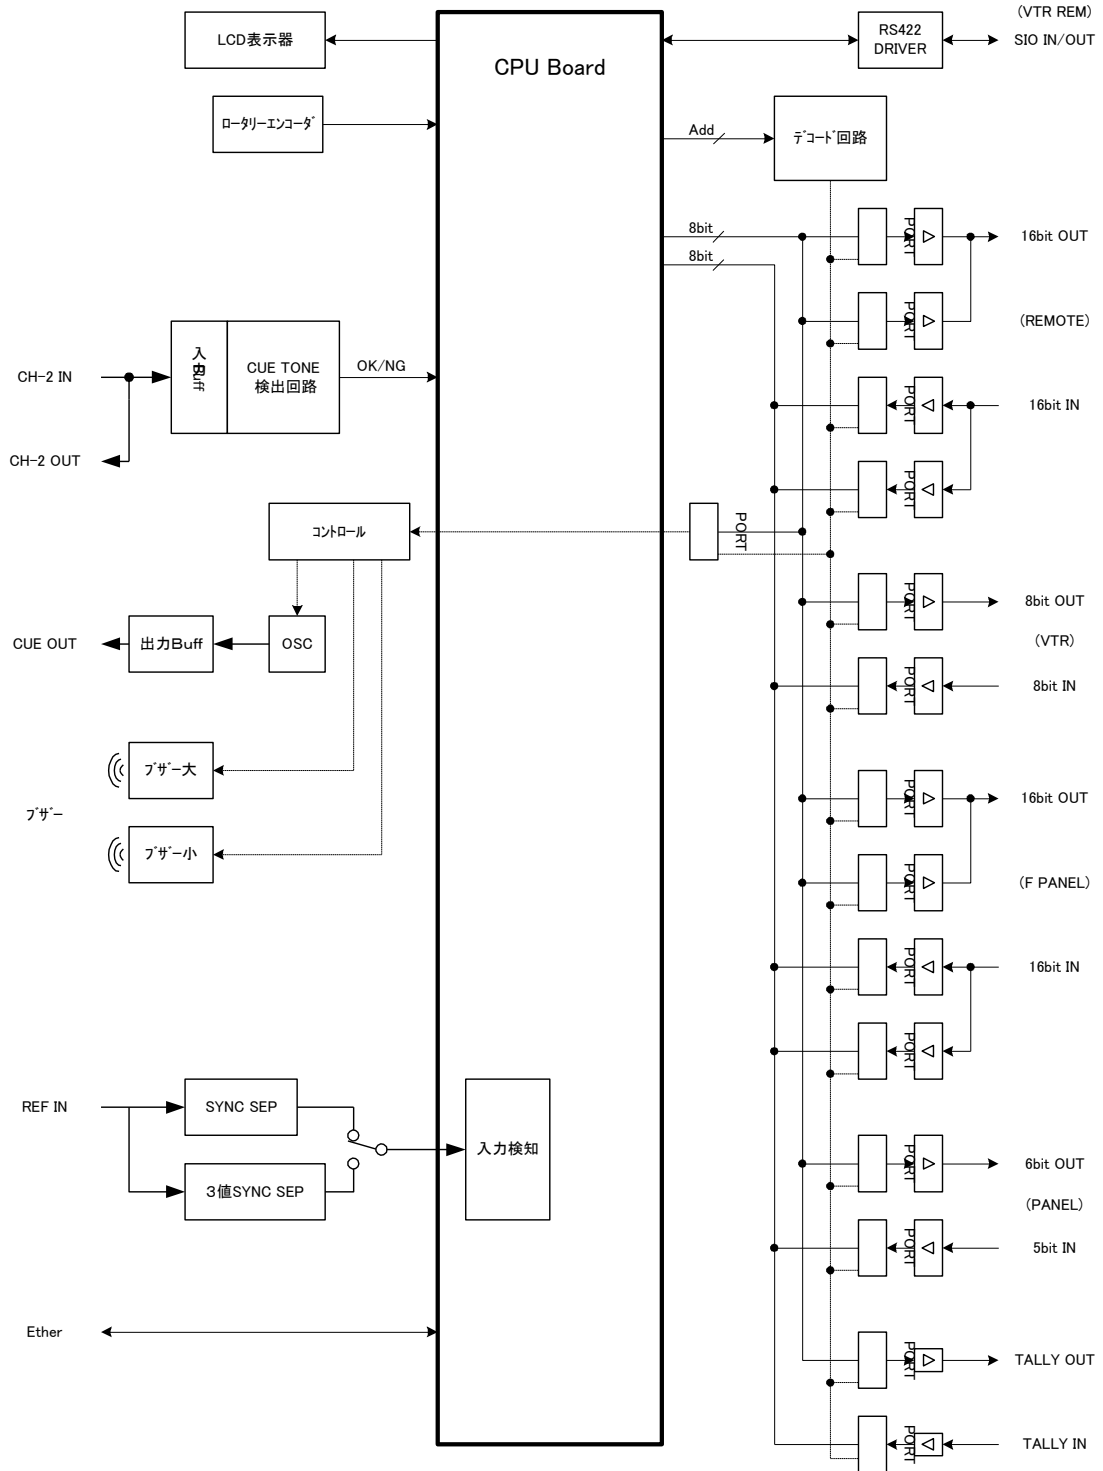 (VTR REM)
LCD表示器
CPU Board
RS422
DRIVER
SIO IN/OUT
ロータリーエンコーダ
Add
デコード回路
8bit
8bit
PORT
16bit OUT
PORT
(REMOTE)
CH-2 IN
入力Buff
CUE TONE
検出回路
OK/NG
PORT
16bit IN
CH-2 OUT
PORT
コントロール
PORT
CUE OUT
出力Buff
OSC
PORT
8bit OUT
(VTR)
PORT
8bit IN
ブザー
ブザー大
ブザー小
PORT
16bit OUT
PORT
(F PANEL)
PORT
16bit IN
PORT
REF IN
SYNC SEP
3値SYNC SEP
入力検知
PORT
6bit OUT
(PANEL)
PORT
5bit IN
Ether
PORT
TALLY OUT
PORT
TALLY IN